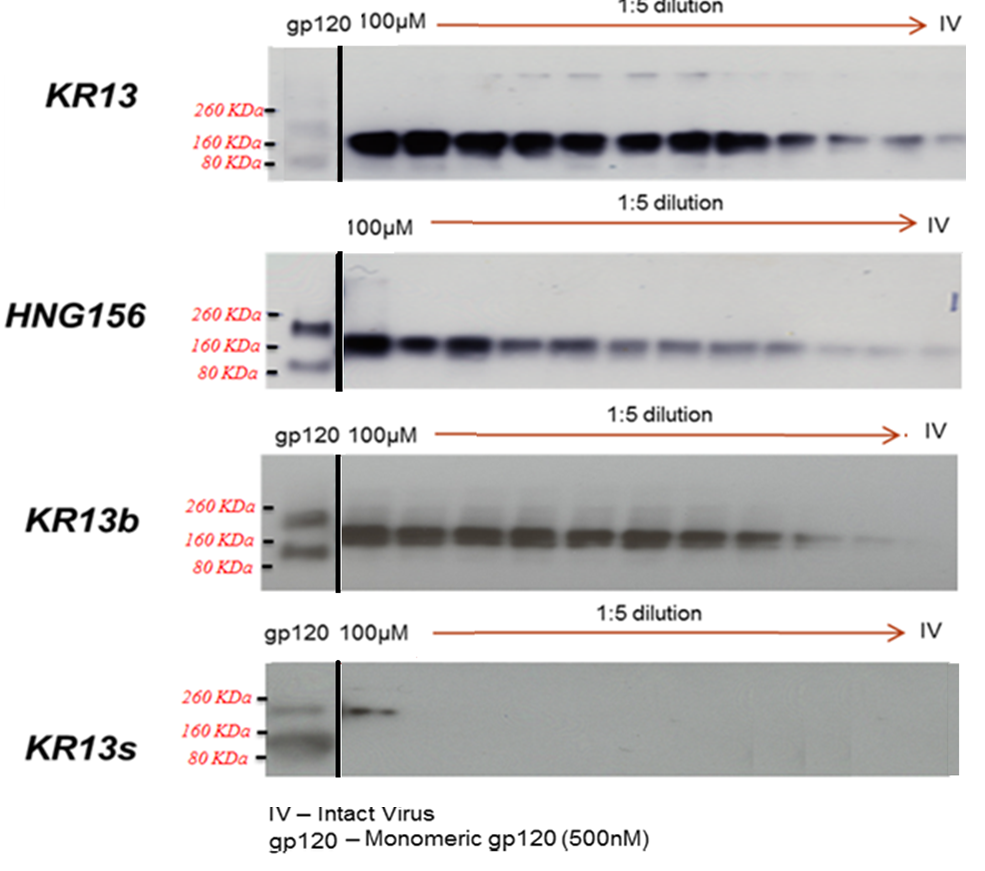 1:5 dilution
gp120 100µM IV
KR13
260 KDa
160 KDa
80 KDa
1:5 dilution
100µM IV
HNG156
260 KDa
160 KDa
80 KDa
1:5 dilution
gp120 100µM IV
KR13b
260 KDa
160 KDa
80 KDa
1:5 dilution
gp120 100µM IV
KR13s
260 KDa
160 KDa
80 KDa
IV – Intact Virus
gp120 – Monomeric gp120 (500nM)